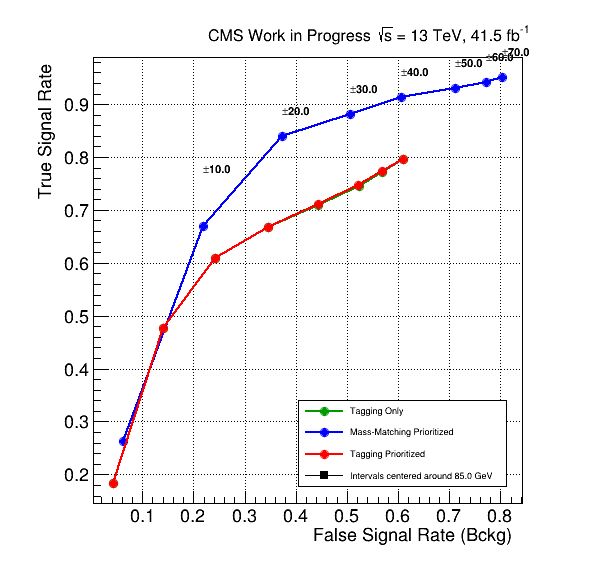 CMS Work in Progress √s = 13 TeV, 41.5 fb⁻¹
True Signal Rate
±10.0
±20.0
±30.0
±40.0
±50.0
±60.0
±70.0
0.9
0.8
0.7
0.6
0.5
0.4
0.3
0.2
Tagging Only
Mass-Matching Prioritized
Tagging Prioritized
Intervals centered around 85.0 GeV
0.1 0.2 0.3 0.4 0.5 0.6 0.7 0.8
False Signal Rate (Bckg)